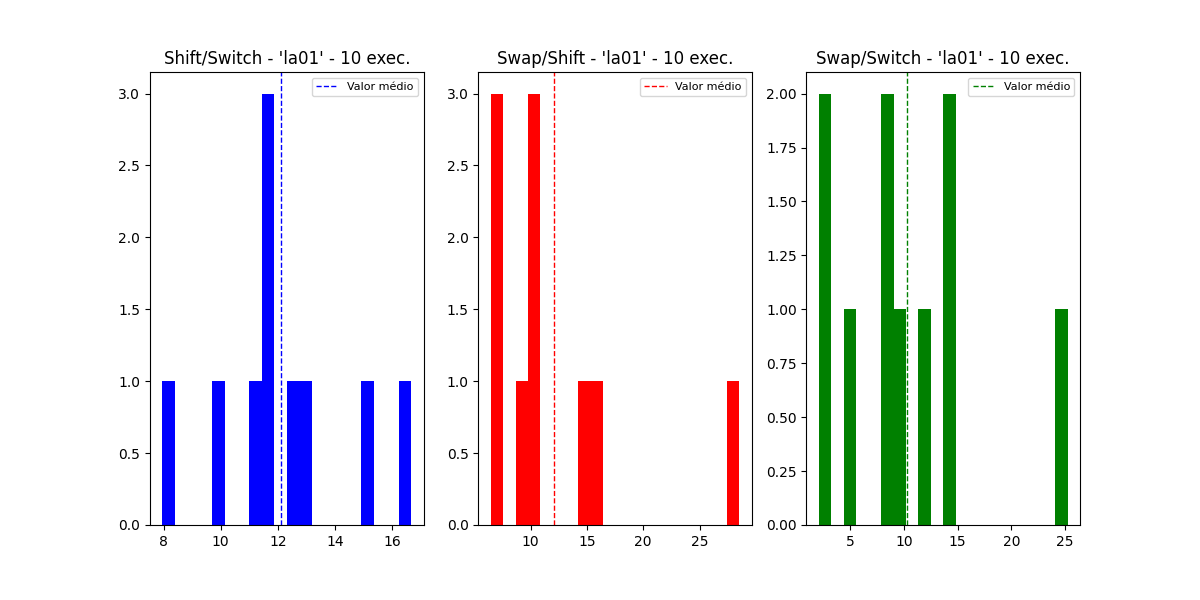 Shift/Switch - 'la01' - 10 exec.
Valor médio
3.0
2.5
2.0
1.5
1.0
0.5
0.0
8 10 12 14 16
Swap/Shift - 'la01' - 10 exec.
Valor médio
3.0
2.5
2.0
1.5
1.0
0.5
0.0
10 15 20 25
Swap/Switch - 'la01' - 10 exec.
Valor médio
2.00
1.75
1.50
1.25
1.00
0.75
0.50
0.25
0.00
5 10 15 20 25